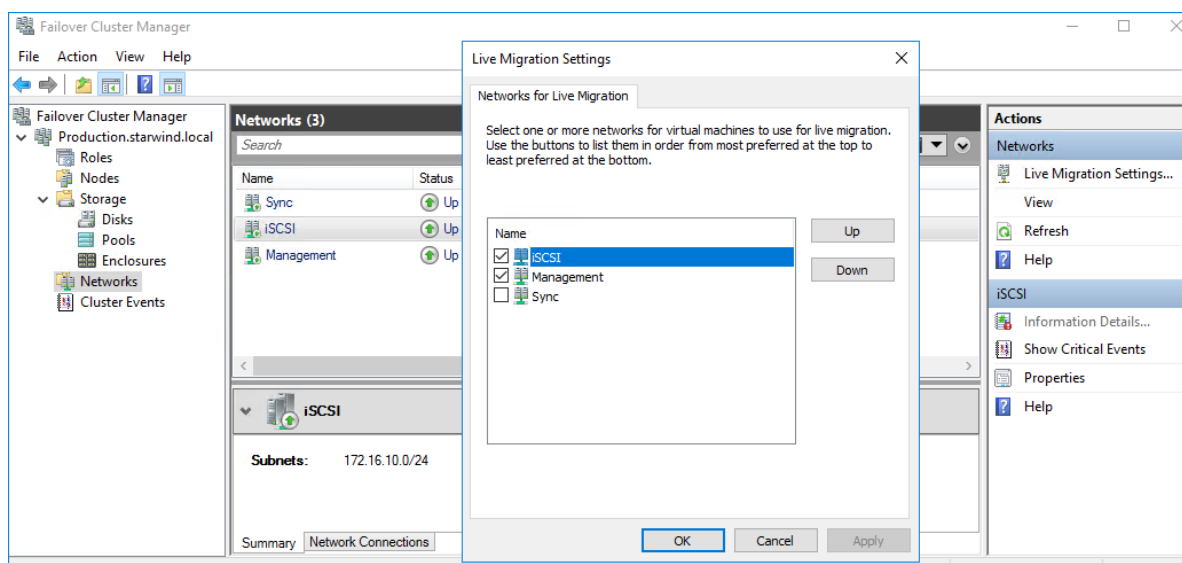 Failover Cluster Manager
File Action View Help
Failover Cluster Manager
Production.starwind.local
Roles
Nodes
Storage
Disks
Pools
Enclosures
Networks
Cluster Events
Networks (3)
Search
Name Status
Sync Up
iSCSI Up
Management Up
iSCSI
Subnets: 172.16.10.0/24
Summary Network Connections
Live Migration Settings
Networks for Live Migration
Select one or more networks for virtual machines to use for live migration.
Use the buttons to list them in order from most preferred at the top to
least preferred at the bottom.
Name
iSCSI
Management
Sync
Up
Down
OK Cancel Apply
Actions
Networks
Live Migration Settings...
View
Refresh
Help
iSCSI
Information Details...
Show Critical Events
Properties
Help